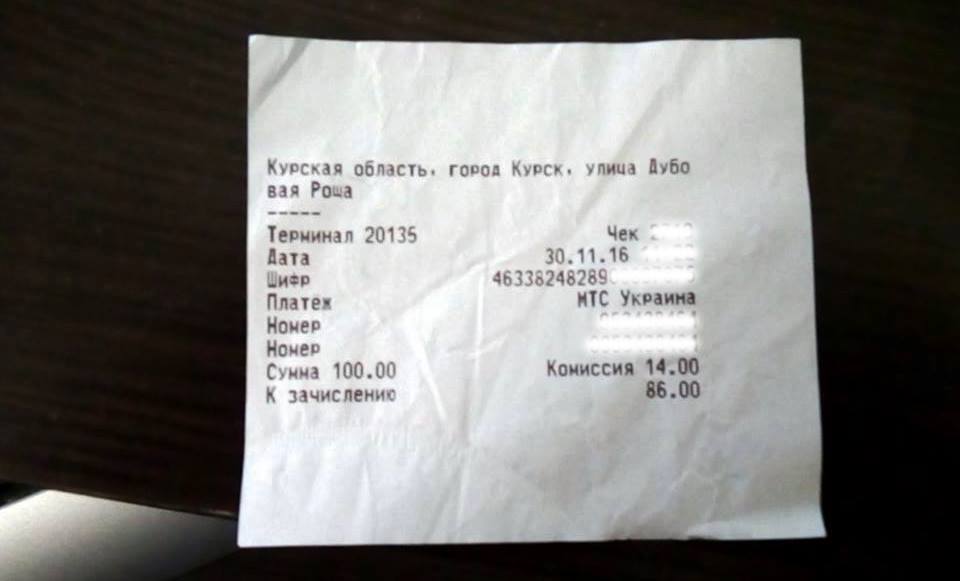 Курская область, город Курск, улица Дубо
вая Роща
-----
Терминал 20135 Чек
Дата 30.11.16
Шифр 46338248289
Платёж МТС Украина
Номер
Номер
Сумма 100.00 Комиссия 14.00
К зачислению 86.00